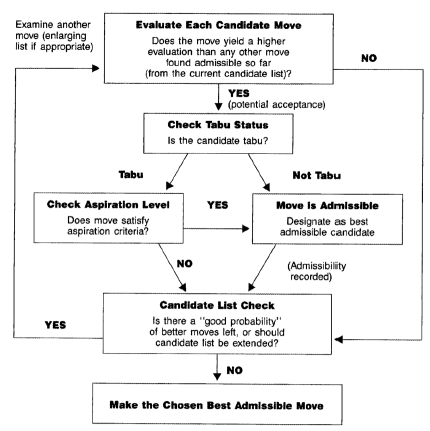 Examine another
move (enlarging
list if appropriate)
Evaluate Each Candidate Move
Does the move yield a higher
evaluation than any other move
found admissible so far
(from the current candidate list)?
NO
YES
(potential acceptance)
Check Tabu Status
Is the candidate tabu?
Tabu
Not Tabu
Check Aspiration Level
Does move satisfy
aspiration criteria?
YES
Move is Admissible
Designate as best
admissible candidate
NO
(Admissibility
recorded)
Candidate List Check
Is there a "good probability"
of better moves left, or should
candidate list be extended?
YES
NO
Make the Chosen Best Admissible Move